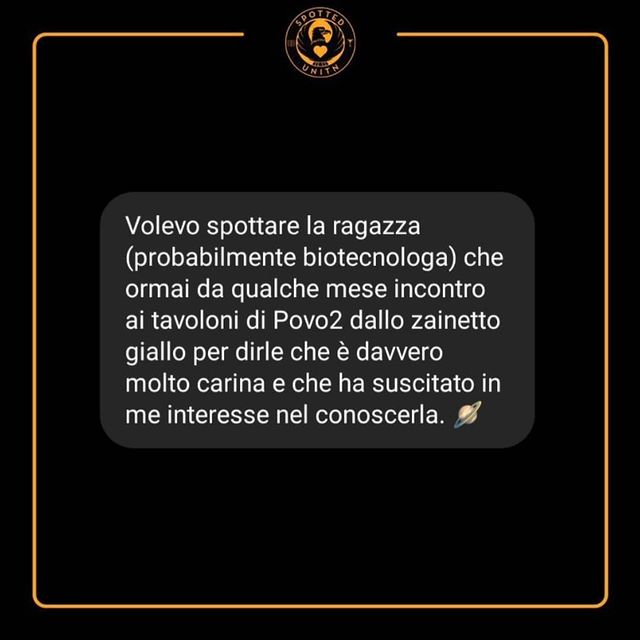 SPOTTED
UNITN
Volevo spottare la ragazza
(probabilmente biotecnologa) che
ormai da qualche mese incontro
ai tavoloni di Povo2 dallo zainetto
giallo per dirle che è davvero
molto carina e che ha suscitato in
me interesse nel conoscerla. 🪐